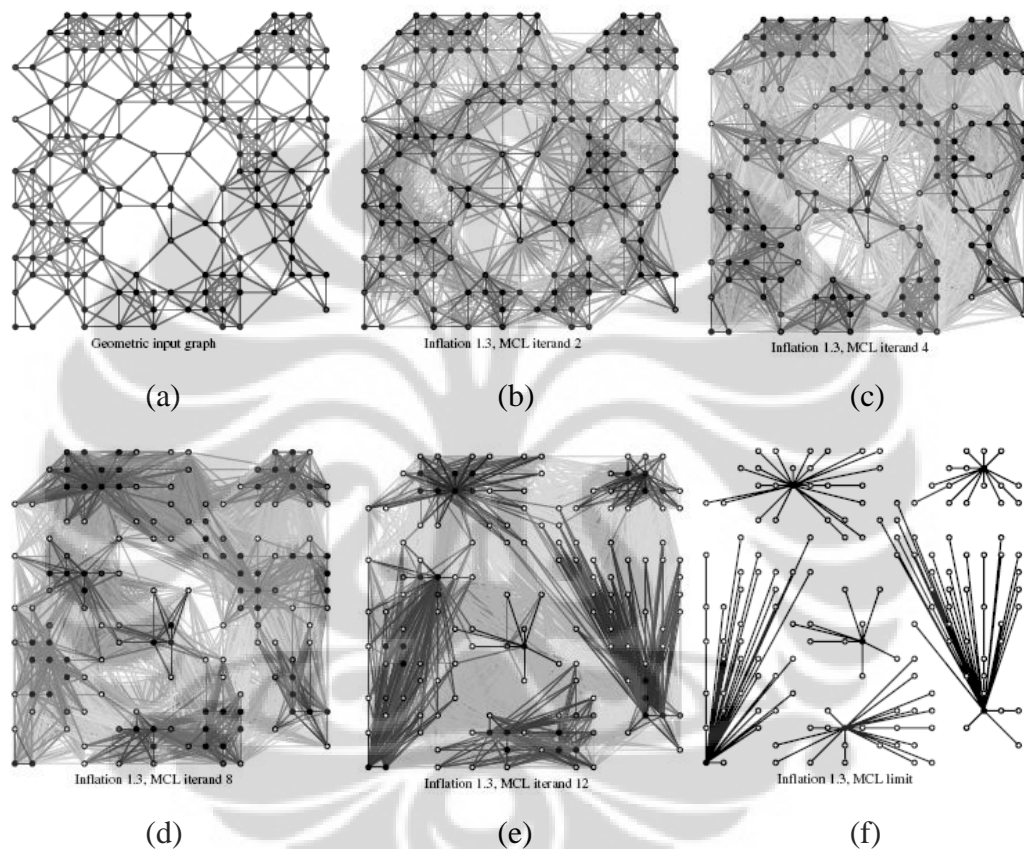 Geometric input graph
Inflation 1.3, MCL iterand 2
Inflation 1.3, MCL iterand 4
(a)
(b)
(c)
Inflation 1.3, MCL iterand 8
Inflation 1.3, MCL iterand 12
Inflation 1.3, MCL limit
(d)
(e)
(f)